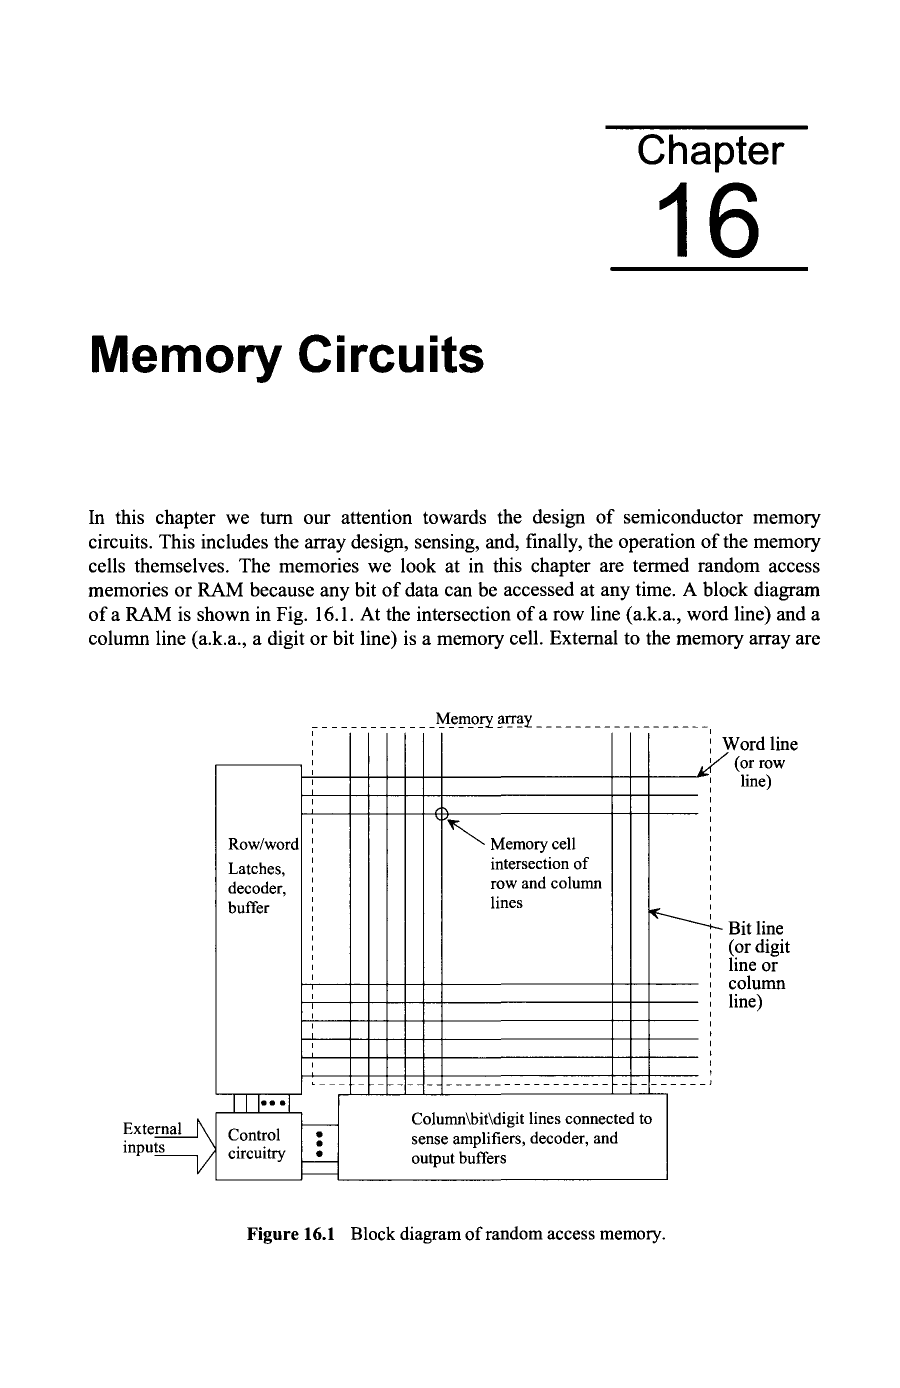 Chapter
16
Memory Circuits
In this chapter we turn our attention towards the design of semiconductor memory
circuits. This includes the array design, sensing, and, finally, the operation of the memory
cells themselves. The memories we look at in this chapter are termed random access
memories or RAM because any bit of data can be accessed at any time. A block diagram
of a RAM is shown in Fig. 16.1. At the intersection of a row line (a.k.a., word line) and a
column line (a.k.a., a digit or bit line) is a memory cell. External to the memory array are
Memory array
Word line
(or row
line)
Row/word
Latches,
decoder,
buffer
Memory cell
intersection of
row and column
lines
Bit line
(or digit
line or
column
line)
External
inputs
Control
circuitry
Column\bit\digit lines connected to
sense amplifiers, decoder, and
output buffers
Figure 16.1 Block diagram of random access memory.